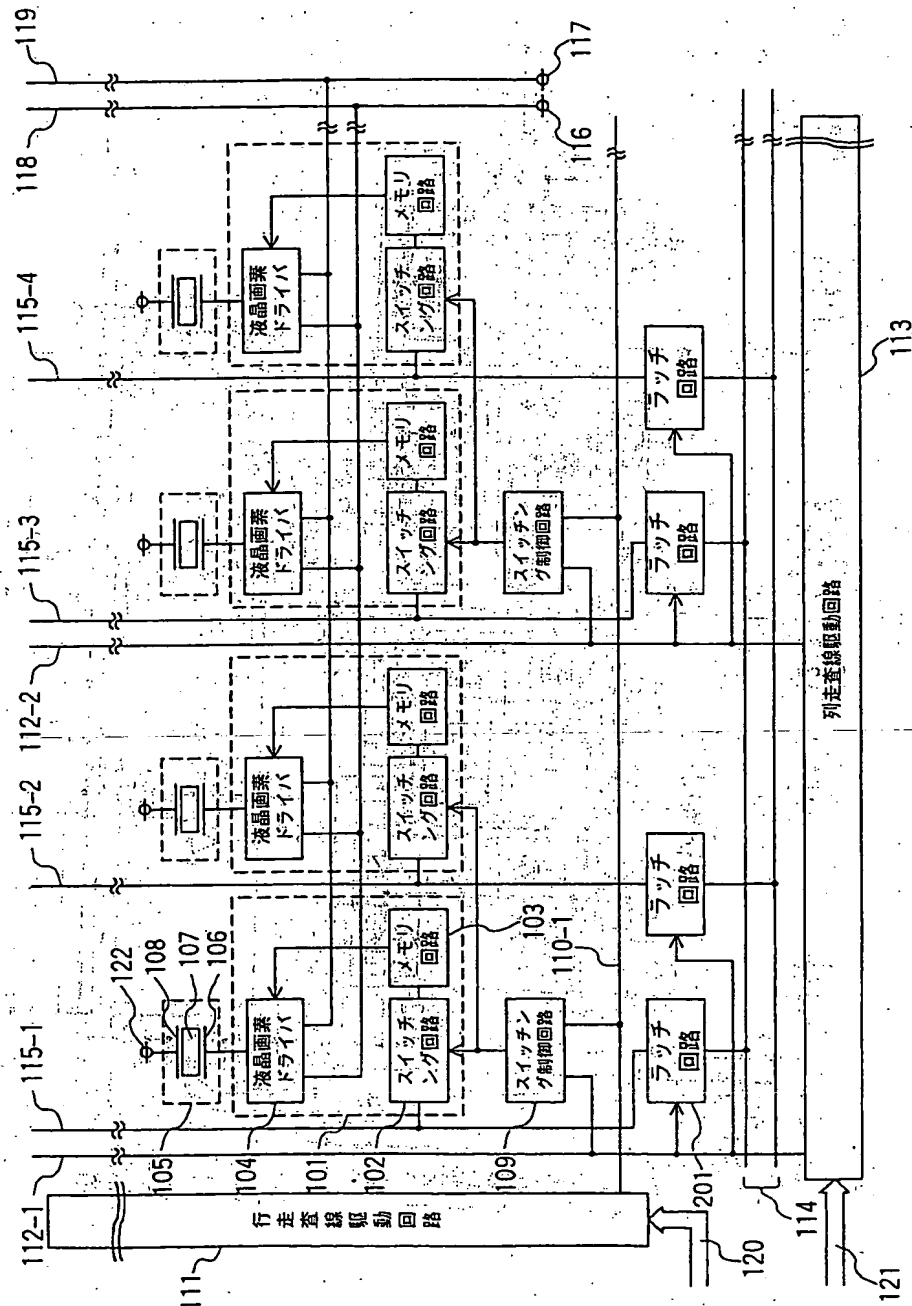 119
118
117
116
115-4
115-3
112-2
115-2
115-1
112-1
122
108
107
106
105
104
101
102
103
109
110-1
111
113
114
120
121
201
液晶画素
ドライバ
液晶画素
ドライバ
液晶画素
ドライバ
液晶画素
ドライバ
スイッチ
ング回路
メモリ
回路
スイッチ
ング回路
メモリ
回路
スイッチ
ング回路
メモリ
回路
スイッチ
ング回路
メモリ
回路
スイッチン
グ制御回路
スイッチン
グ制御回路
ラッチ
回路
ラッチ
回路
ラッチ
回路
ラッチ
回路
行走査線駆動回路
列走査線駆動回路